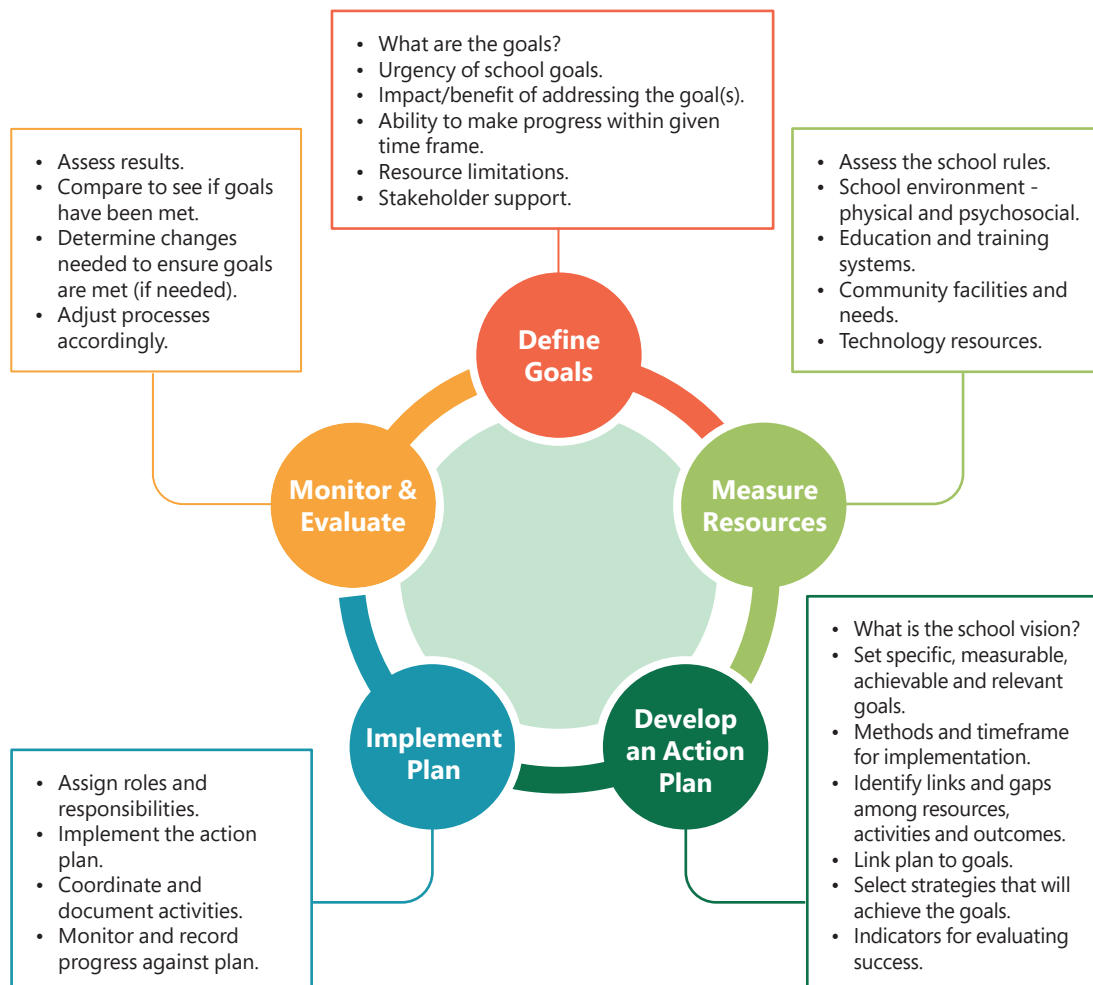 • What are the goals?
• Urgency of school goals.
• Impact/benefit of addressing the goal(s).
• Ability to make progress within given
time frame.
• Resource limitations.
• Stakeholder support.
• Assess results.
• Compare to see if goals
have been met.
• Determine changes
needed to ensure goals
are met (if needed).
• Adjust processes
accordingly.
• Assess the school rules.
• School environment -
physical and psychosocial.
• Education and training
systems.
• Community facilities and
needs.
• Technology resources.
Define
Goals
Monitor &
Evaluate
Measure
Resources
Implement
Plan
Develop
an Action
Plan
• What is the school vision?
• Set specific, measurable,
achievable and relevant
goals.
• Methods and timeframe
for implementation.
• Identify links and gaps
among resources,
activities and outcomes.
• Link plan to goals.
• Select strategies that will
achieve the goals.
• Indicators for evaluating
success.
• Assign roles and
responsibilities.
• Implement the action
plan.
• Coordinate and
document activities.
• Monitor and record
progress against plan.